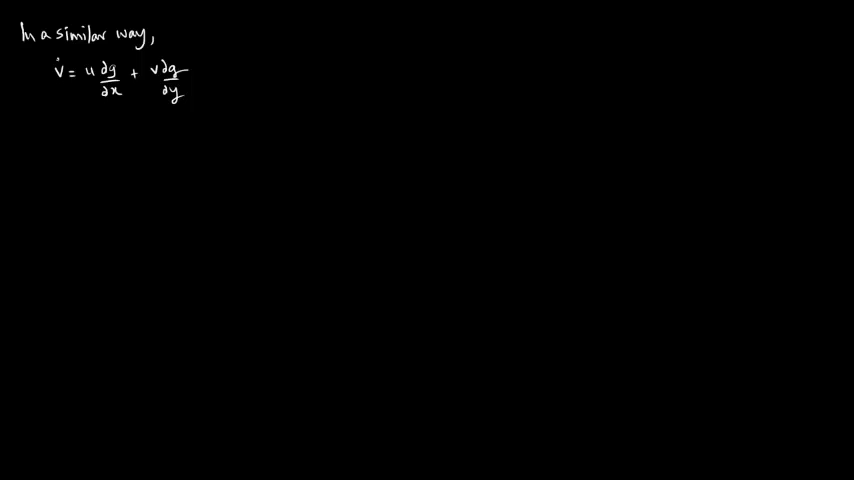 In a similar way,
v̇ = u ∂g/∂x + v ∂g/∂y